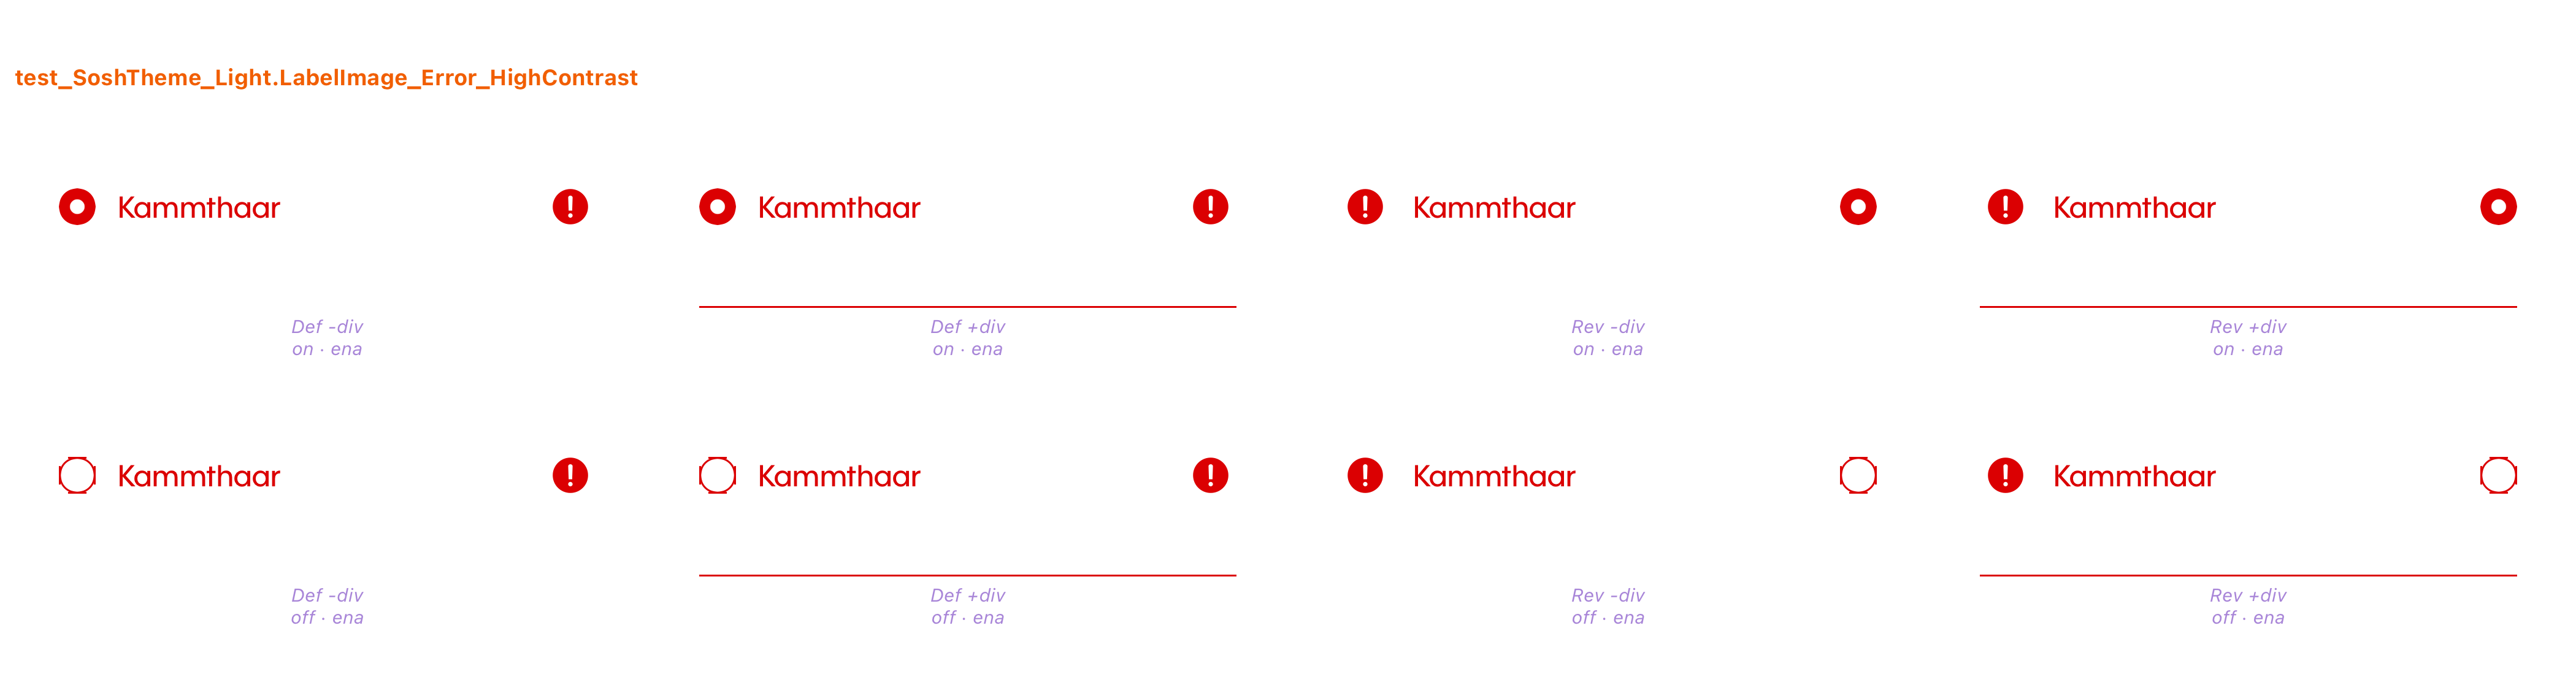 test_SoshTheme_Light.LabelImage_Error_HighContrast
Kammthaar
Kammthaar
Kammthaar
Kammthaar
Def -div
on · ena
Def +div
on · ena
Rev -div
on · ena
Rev +div
on · ena
Kammthaar
Kammthaar
Kammthaar
Kammthaar
Def -div
off · ena
Def +div
off · ena
Rev -div
off · ena
Rev +div
off · ena